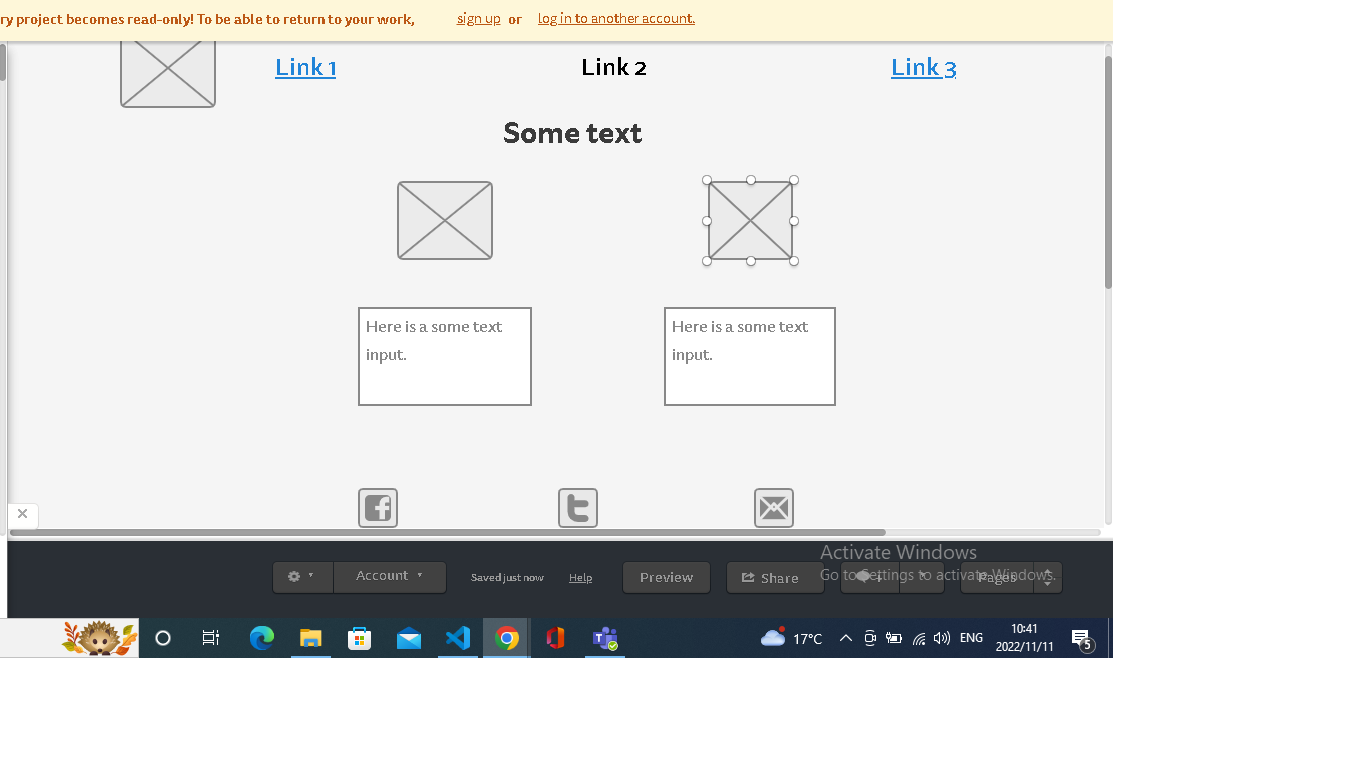 ry project becomes read-only! To be able to return to your work, sign up or log in to another account.
Link 1 Link 2 Link 3
Some text
Here is a some text
input.
Here is a some text
input.
Activate Windows
Go to Settings to activate Windows.
Account Saved just now Help Preview Share Pages
17°C ENG 10:41
2022/11/11 5